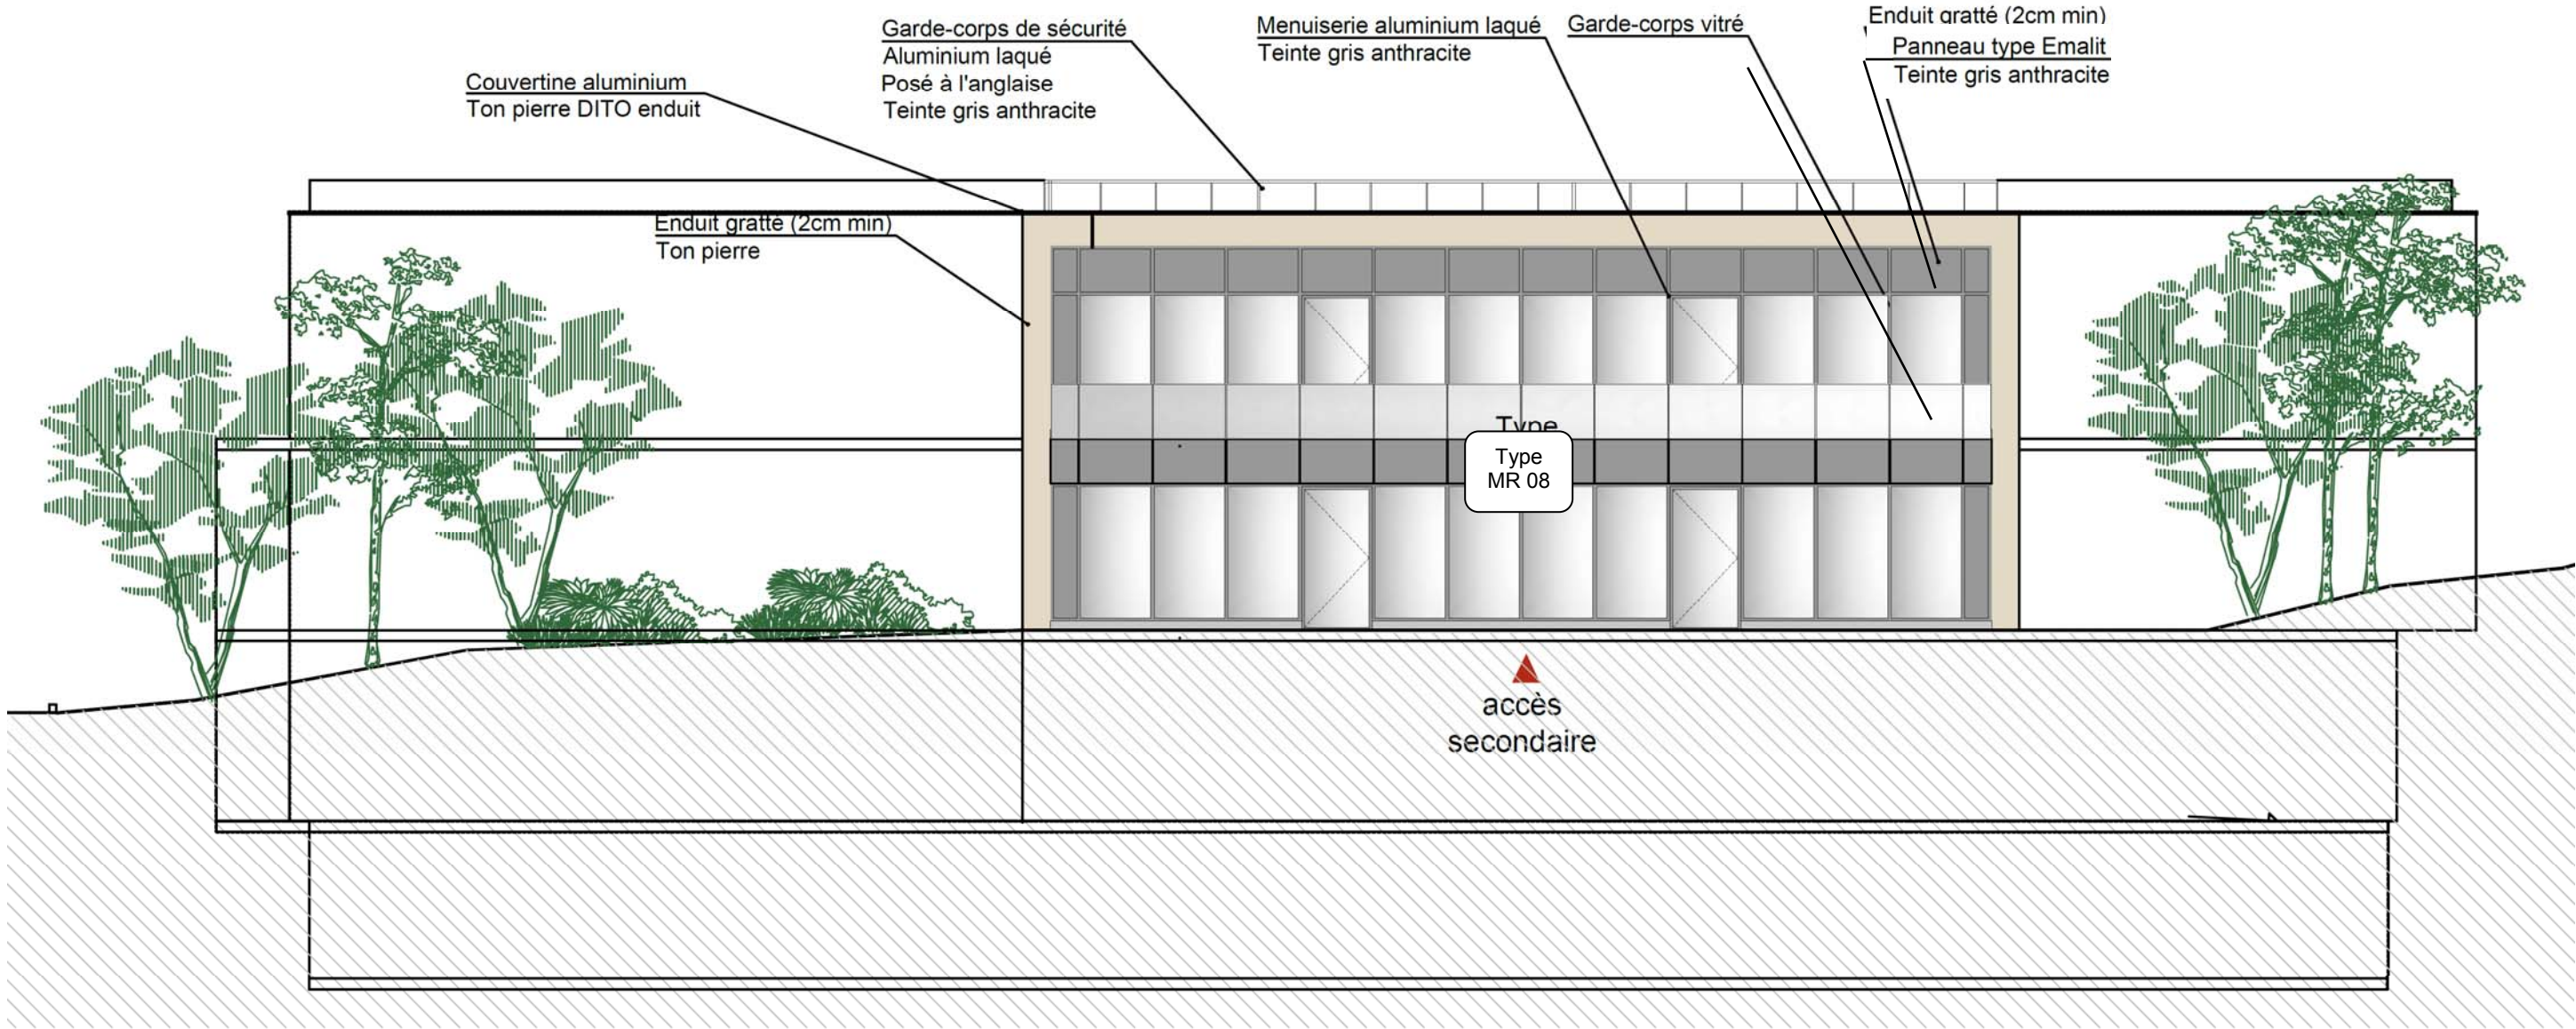 Garde-corps de sécurité
Aluminium laqué
Posé à l'anglaise
Teinte gris anthracite
Menuiserie aluminium laqué
Teinte gris anthracite
Garde-corps vitré
Enduit gratté (2cm min)
Panneau type Emalit
Teinte gris anthracite
Couvertine aluminium
Ton pierre DITO enduit
Enduit gratté (2cm min)
Ton pierre
Type
Type
MR 08
accès
secondaire